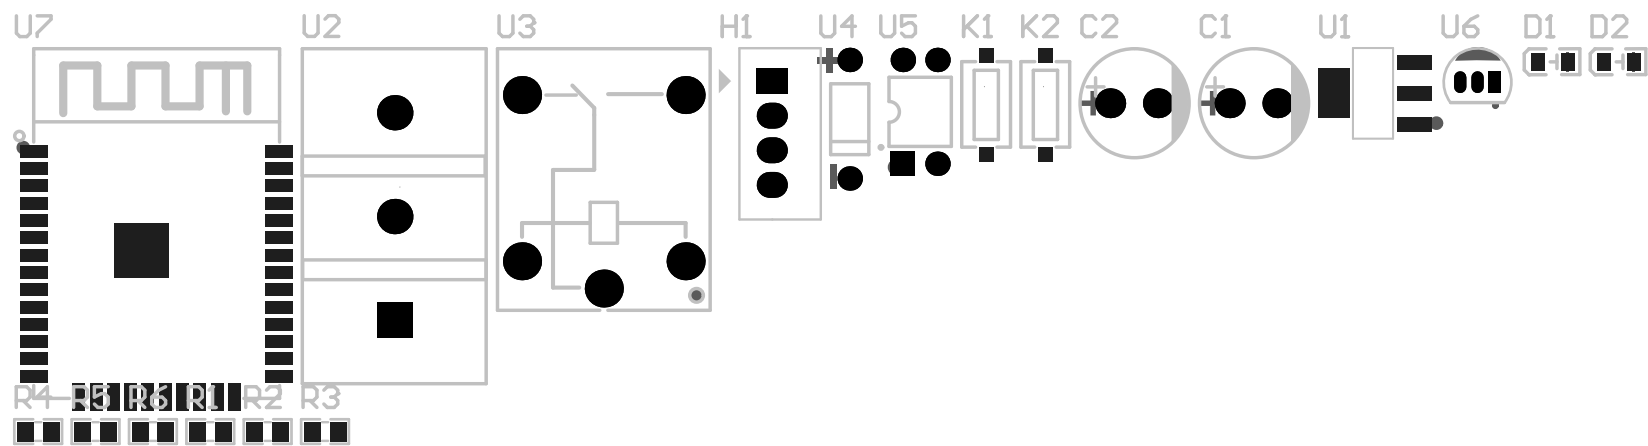 U7 U2 U3 H1 U4 U5 K1 K2 C2 C1 U1 U6 D1 D2
R4 R5 R6 R1 R2 R3